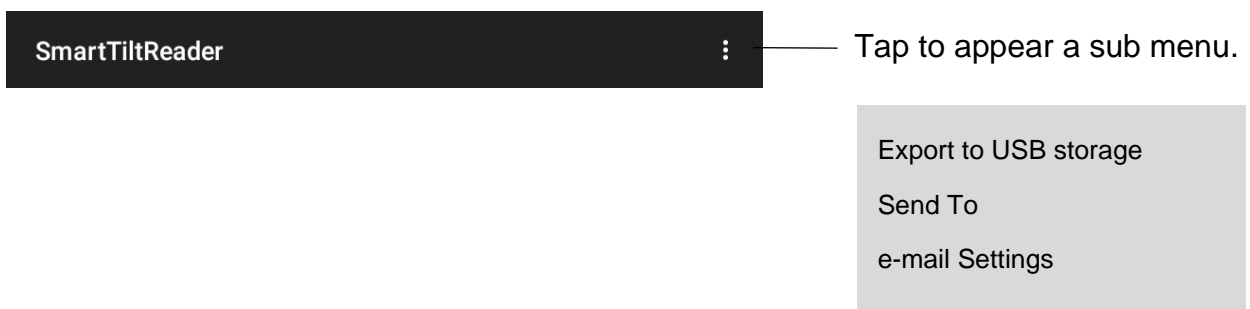 SmartTiltReader
Tap to appear a sub menu.
Export to USB storage
Send To
e-mail Settings